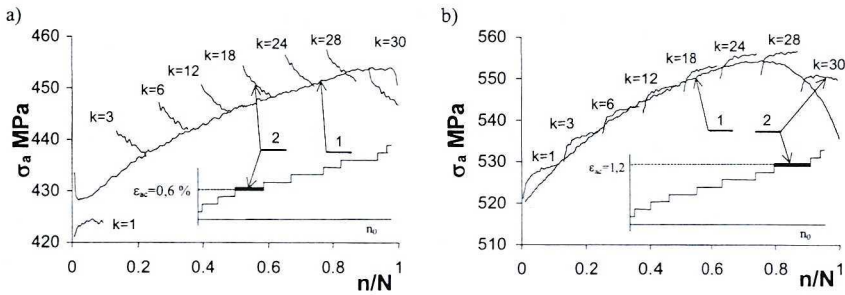 a)
460
450
440
430
420
σa MPa
k=1
k=3
k=6
k=12
k=18
k=24
k=28
k=30
2
1
εac=0,6 %
n0
0
0.2
0.4
0.6
0.8
1
n/N
b)
560
550
540
530
520
510
σa MPa
k=1
k=3
k=6
k=12
k=18
k=24
k=28
k=30
1
2
εac=1,2
n0
0
0.2
0.4
0.6
0.8
1
n/N